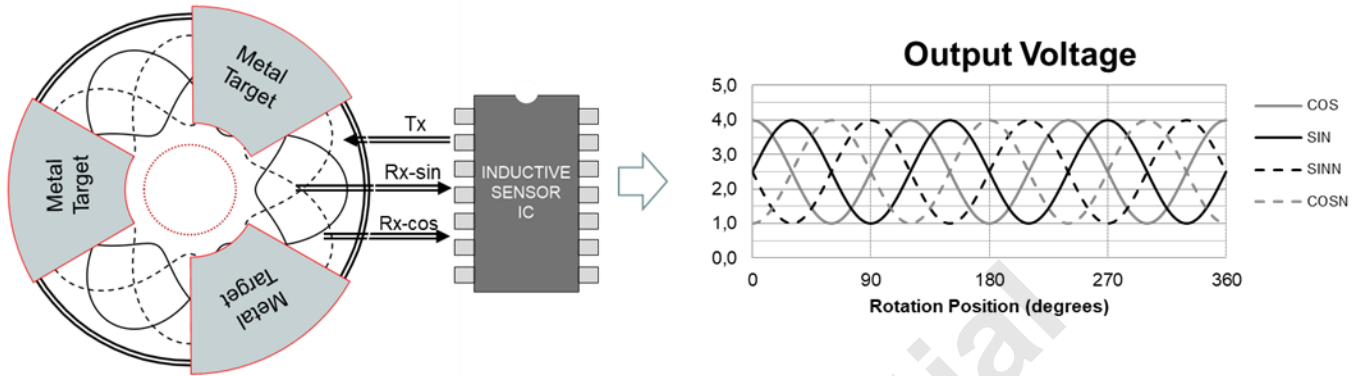 Metal
Target
Metal
Target
Metal
Target
Tx
Rx-sin
Rx-cos
INDUCTIVE
SENSOR
IC
Output Voltage
5,0
4,0
3,0
2,0
1,0
0,0
0
90
180
270
360
Rotation Position (degrees)
COS
SIN
SINN
COSN